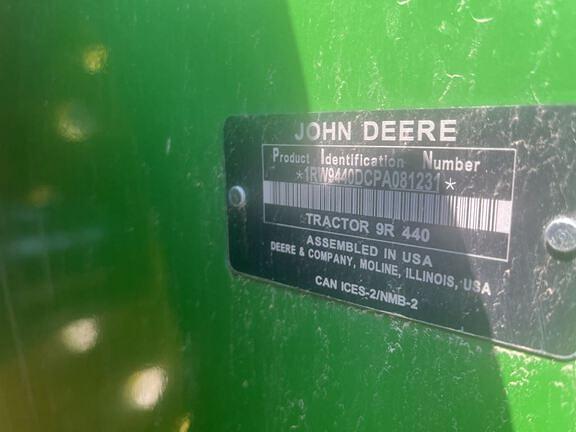 JOHN DEERE
Product Identification Number
*1RW9440DCPA081231*
TRACTOR 9R 440
ASSEMBLED IN USA
DEERE & COMPANY, MOLINE, ILLINOIS, USA
CAN ICES-2/NMB-2